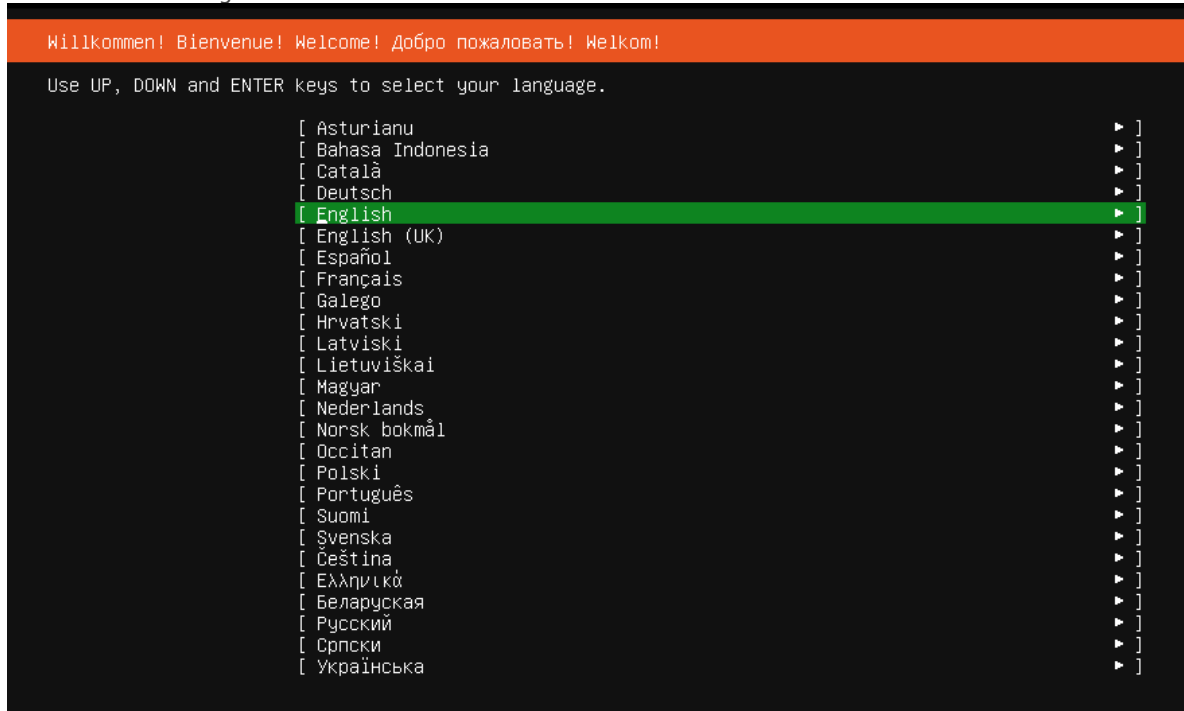 Willkommen! Bienvenue! Welcome! Добро пожаловать! Welkom!
Use UP, DOWN and ENTER keys to select your language.
[ Asturianu ▸ ]
[ Bahasa Indonesia ▸ ]
[ Català ▸ ]
[ Deutsch ▸ ]
[ English ▸ ]
[ English (UK) ▸ ]
[ Español ▸ ]
[ Français ▸ ]
[ Galego ▸ ]
[ Hrvatski ▸ ]
[ Latviski ▸ ]
[ Lietuviškai ▸ ]
[ Magyar ▸ ]
[ Nederlands ▸ ]
[ Norsk bokmål ▸ ]
[ Occitan ▸ ]
[ Polski ▸ ]
[ Português ▸ ]
[ Suomi ▸ ]
[ Svenska ▸ ]
[ Čeština ▸ ]
[ Ελληνικά ▸ ]
[ Беларуская ▸ ]
[ Русский ▸ ]
[ Српски ▸ ]
[ Українська ▸ ]